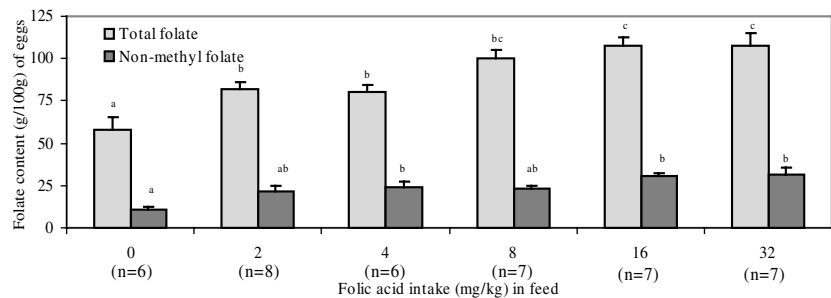 125
100
75
50
25
0
Folate content (g/100g) of eggs
Total folate
Non-methyl folate
a
a
b
ab
b
b
bc
ab
c
b
c
b
0 2 4 8 16 32
(n=6) (n=8) (n=6) (n=7) (n=7) (n=7)
Folic acid intake (mg/kg) in feed